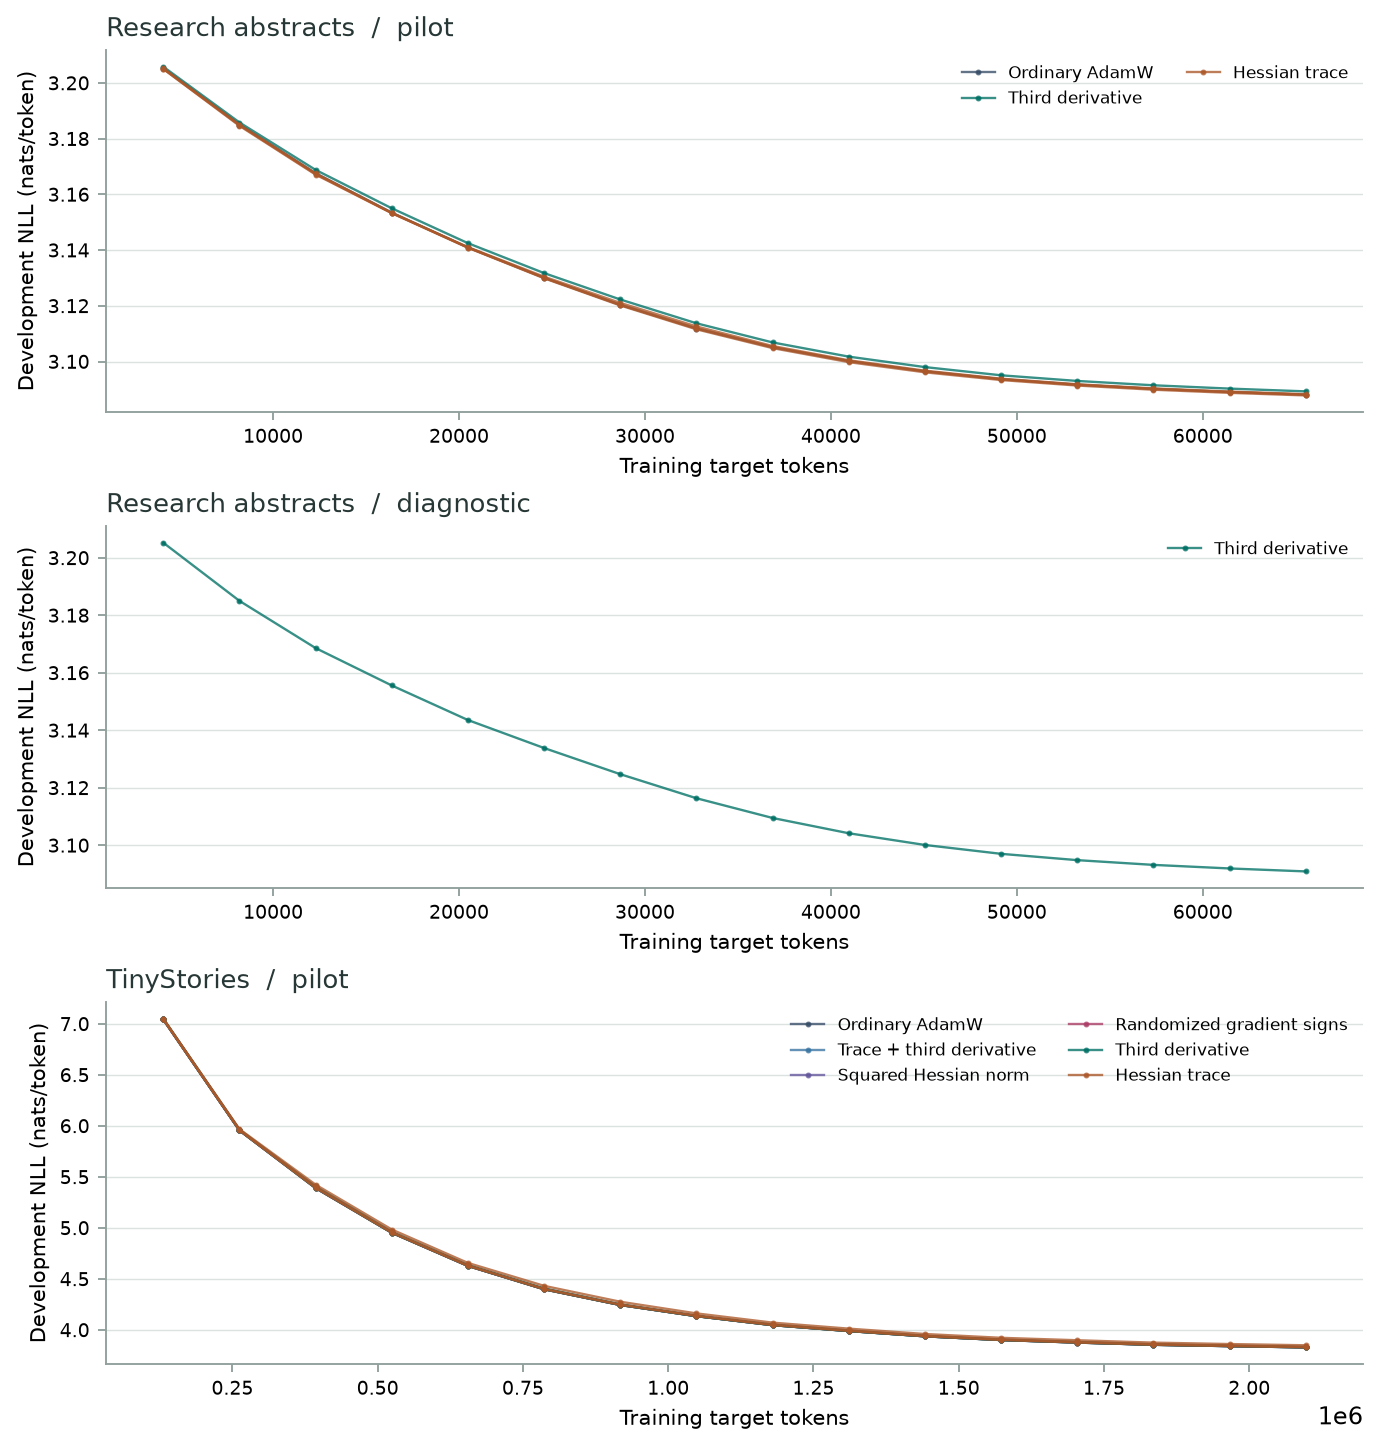 Research abstracts / pilot
Development NLL (nats/token)
3.20
3.18
3.16
3.14
3.12
3.10
Ordinary AdamW
Third derivative
Hessian trace
10000 20000 30000 40000 50000 60000
Training target tokens
Research abstracts / diagnostic
Development NLL (nats/token)
3.20
3.18
3.16
3.14
3.12
3.10
Third derivative
10000 20000 30000 40000 50000 60000
Training target tokens
TinyStories / pilot
Development NLL (nats/token)
7.0
6.5
6.0
5.5
5.0
4.5
4.0
Ordinary AdamW
Trace + third derivative
Squared Hessian norm
Randomized gradient signs
Third derivative
Hessian trace
0.25 0.50 0.75 1.00 1.25 1.50 1.75 2.00
1e6
Training target tokens